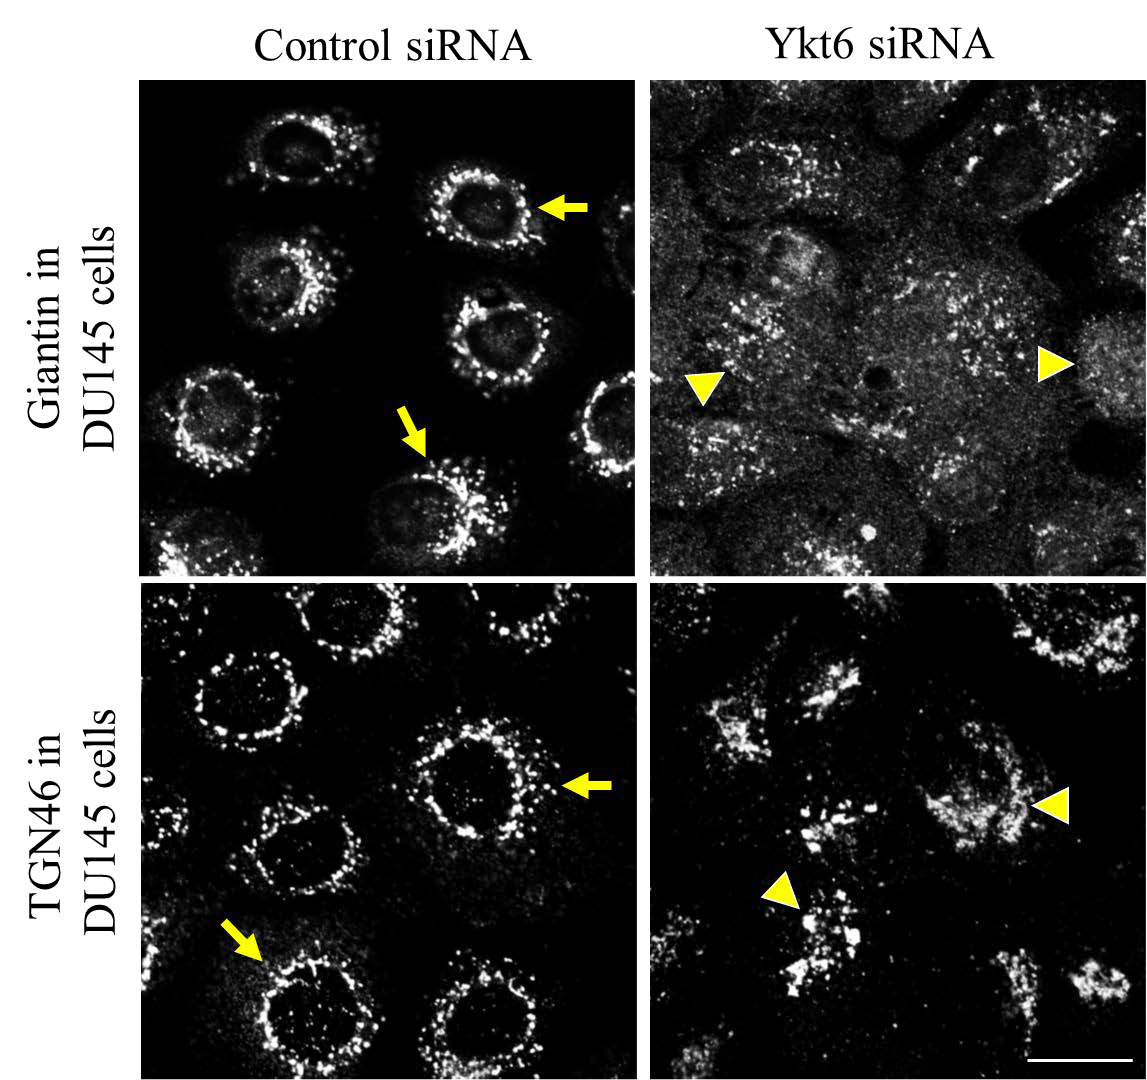 Control siRNA
Ykt6 siRNA
Giantin in
DU145 cells
TGN46 in
DU145 cells